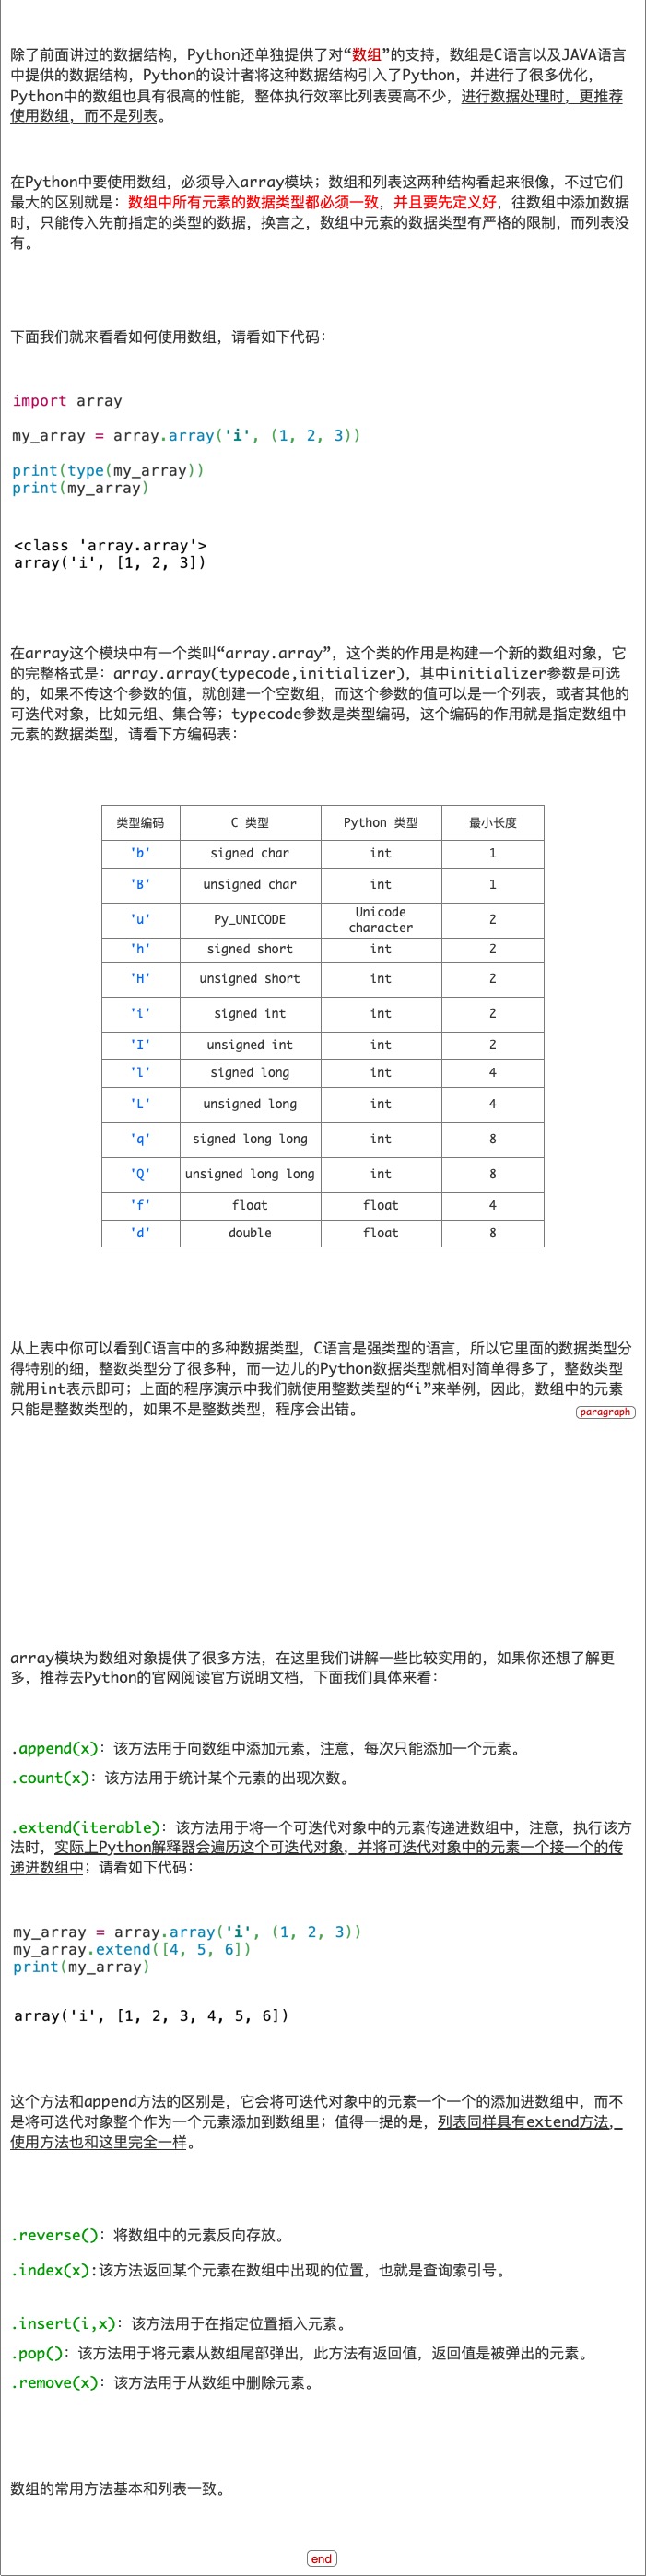 除了前面讲过的数据结构，Python还单独提供了对“数组”的支持，数组是C语言以及JAVA语言
中提供的数据结构，Python的设计者将这种数据结构引入了Python，并进行了很多优化，
Python中的数组也具有很高的性能，整体执行效率比列表要高不少，进行数据处理时，更推荐
使用数组，而不是列表。
在Python中要使用数组，必须导入array模块；数组和列表这两种结构看起来很像，不过它们
最大的区别就是：数组中所有元素的数据类型都必须一致，并且要先定义好，往数组中添加数据
时，只能传入先前指定的类型的数据，换言之，数组中元素的数据类型有严格的限制，而列表没
有。
下面我们就来看看如何使用数组，请看如下代码：
import array
my_array = array.array('i', (1, 2, 3))
print(type(my_array))
print(my_array)
<class 'array.array'>
array('i', [1, 2, 3])
在array这个模块中有一个类叫“array.array”，这个类的作用是构建一个新的数组对象，它
的完整格式是：array.array(typecode,initializer)，其中initializer参数是可选
的，如果不传这个参数的值，就创建一个空数组，而这个参数的值可以是一个列表，或者其他的
可迭代对象，比如元组、集合等；typecode参数是类型编码，这个编码的作用就是指定数组中
元素的数据类型，请看下方编码表：
类型编码 C 类型 Python 类型 最小长度
'b' signed char int 1
'B' unsigned char int 1
'u' Py_UNICODE Unicode character 2
'h' signed short int 2
'H' unsigned short int 2
'i' signed int int 2
'I' unsigned int int 2
'l' signed long int 4
'L' unsigned long int 4
'q' signed long long int 8
'Q' unsigned long long int 8
'f' float float 4
'd' double float 8
从上表中你可以看到C语言中的多种数据类型，C语言是强类型的语言，所以它里面的数据类型分
得特别的细，整数类型分了很多种，而一边儿的Python数据类型就相对简单得多了，整数类型
就用int表示即可；上面的程序演示中我们就使用整数类型的“i”来举例，因此，数组中的元素
只能是整数类型的，如果不是整数类型，程序会出错。
paragraph
array模块为数组对象提供了很多方法，在这里我们讲解一些比较实用的，如果你还想了解更
多，推荐去Python的官网阅读官方说明文档，下面我们具体来看：
.append(x)：该方法用于向数组中添加元素，注意，每次只能添加一个元素。
.count(x)：该方法用于统计某个元素的出现次数。
.extend(iterable)：该方法用于将一个可迭代对象中的元素传递进数组中，注意，执行该方
法时，实际上Python解释器会遍历这个可迭代对象，并将可迭代对象中的元素一个接一个的传
递进数组中；请看如下代码：
my_array = array.array('i', (1, 2, 3))
my_array.extend([4, 5, 6])
print(my_array)
array('i', [1, 2, 3, 4, 5, 6])
这个方法和append方法的区别是，它会将可迭代对象中的元素一个一个的添加进数组中，而不
是将可迭代对象整个作为一个元素添加到数组里；值得一提的是，列表同样具有extend方法，
使用方法也和这里完全一样。
.reverse()：将数组中的元素反向存放。
.index(x):该方法返回某个元素在数组中出现的位置，也就是查询索引号。
.insert(i,x)：该方法用于在指定位置插入元素。
.pop()：该方法用于将元素从数组尾部弹出，此方法有返回值，返回值是被弹出的元素。
.remove(x)：该方法用于从数组中删除元素。
数组的常用方法基本和列表一致。
end